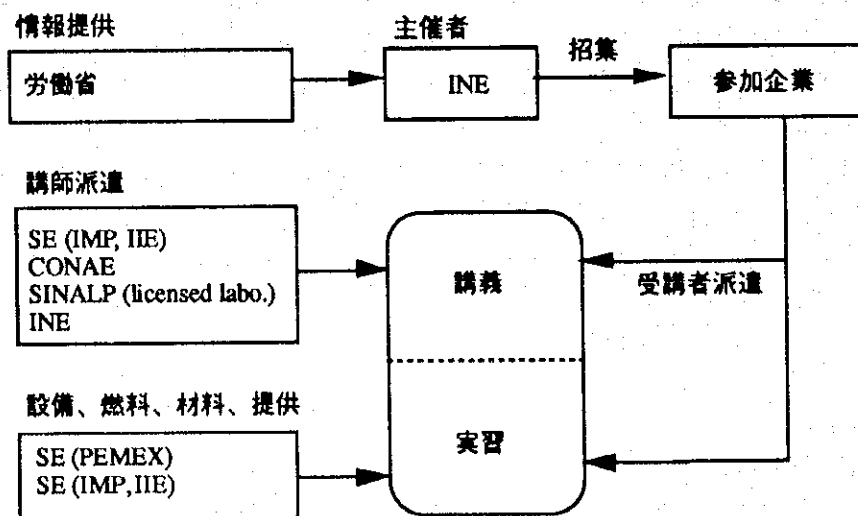 情報提供
主催者
招集
労働省
INE
参加企業
講師派遣
SE (IMP, IIE)
CONAE
SINALP (licensed labo.)
INE
講義
受講者派遣
設備、燃料、材料、提供
SE (PEMEX)
SE (IMP,IIE)
実習